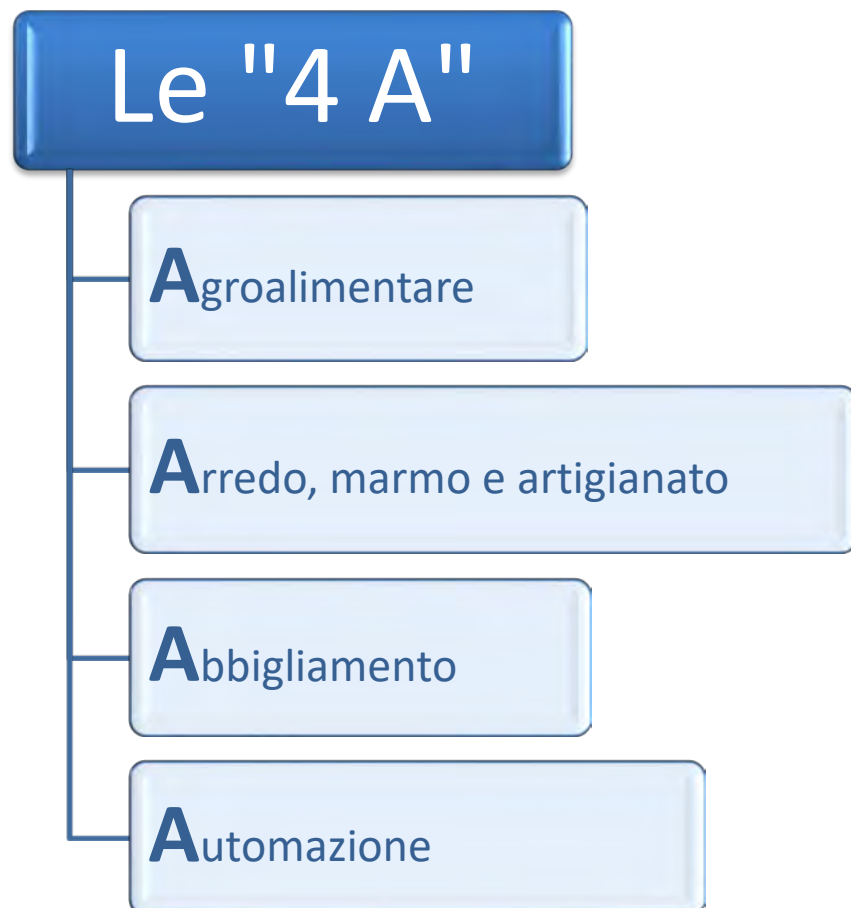 Le "4 A"
Agroalimentare
Arredo, marmo e artigianato
Abbigliamento
Automazione